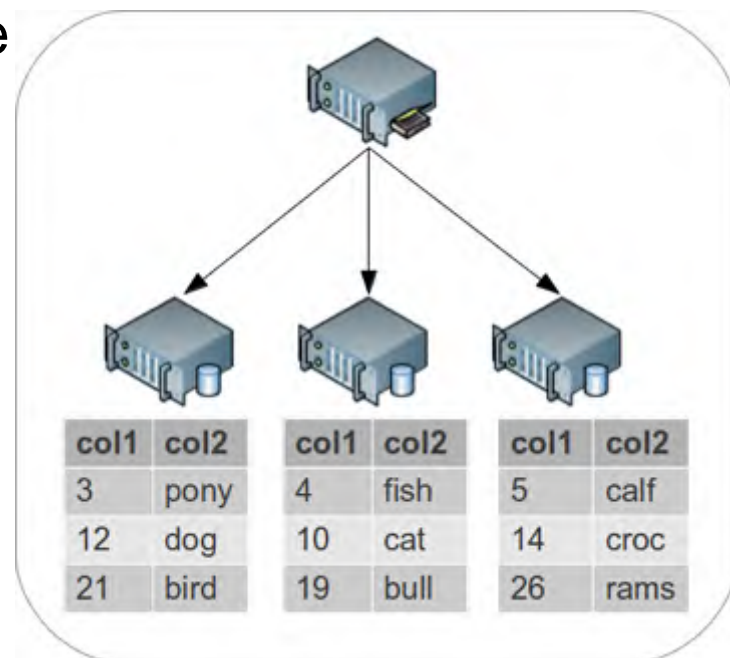 e
col1 col2 col1 col2 col1 col2
3 pony 4 fish 5 calf
12 dog 10 cat 14 croc
21 bird 19 bull 26 rams